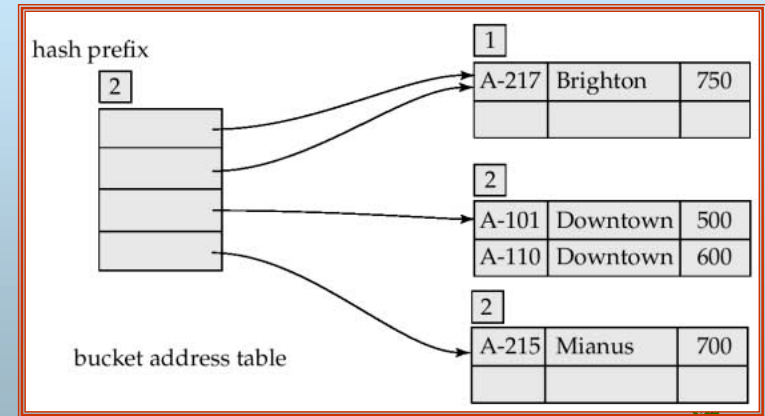 hash prefix
2
1
A-217 Brighton 750
2
A-101 Downtown 500
A-110 Downtown 600
2
A-215 Mianus 700
bucket address table